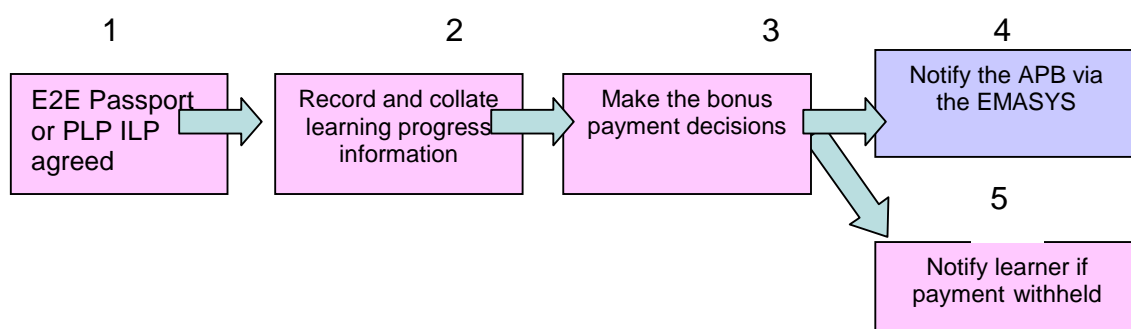 1
2
3
4
E2E Passport
or PLP ILP
agreed
Record and collate
learning progress
information
Make the bonus
payment decisions
Notify the APB via
the EMASYS
5
Notify learner if
payment withheld